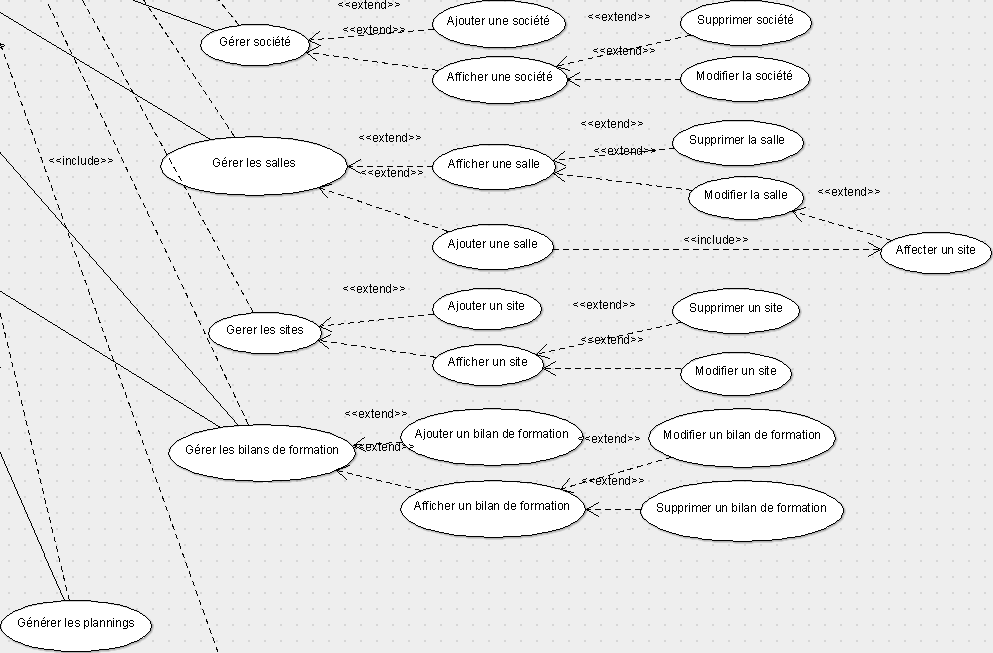 <<extend>>
Ajouter une société
<<extend>>
Supprimer société
Gérer société
<<extend>>
<<extend>>
Afficher une société
Modifier la société
<<extend>>
<<extend>>
Supprimer la salle
<<include>>
Gérer les salles
Afficher une salle
<<extend>>
<<extend>>
Modifier la salle
<<extend>>
Ajouter une salle
<<include>>
Affecter un site
<<extend>>
Ajouter un site
<<extend>>
Supprimer un site
Gerer les sites
<<extend>>
Afficher un site
Modifier un site
<<extend>>
Ajouter un bilan de formation
<<extend>>
Modifier un bilan de formation
Gérer les bilans de formation
<<extend>>
<<extend>>
Afficher un bilan de formation
Supprimer un bilan de formation
Générer les plannings